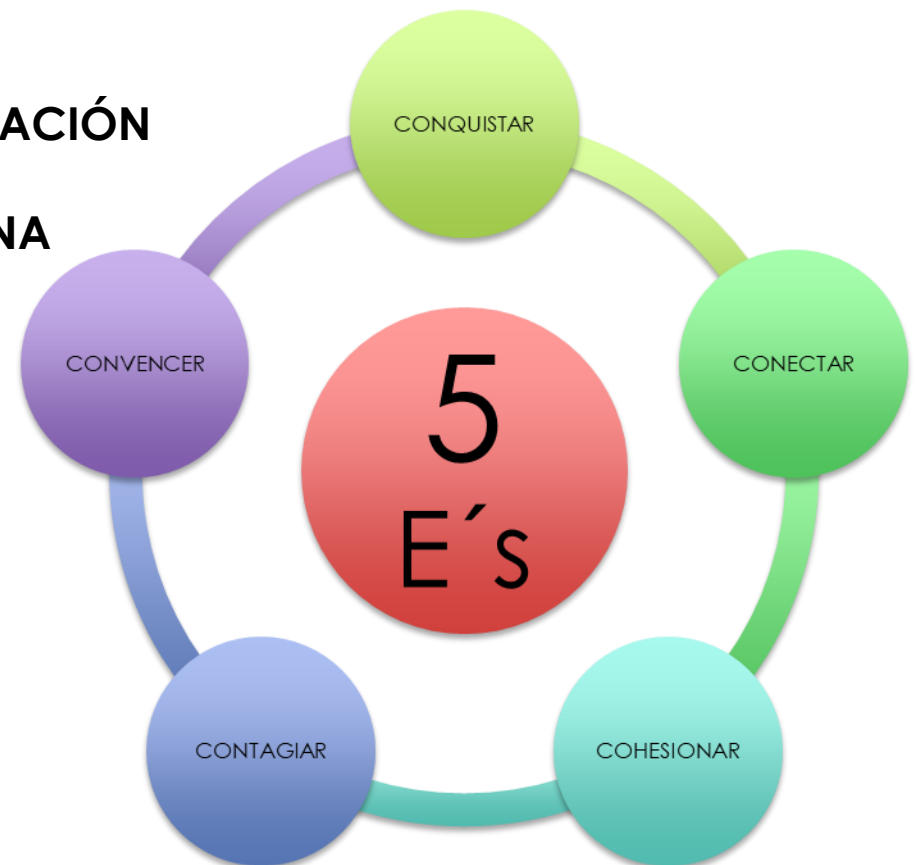 ACIÓN
NA
CONQUISTAR
CONECTAR
COHESIONAR
CONTAGIAR
CONVENCER
5
E´s